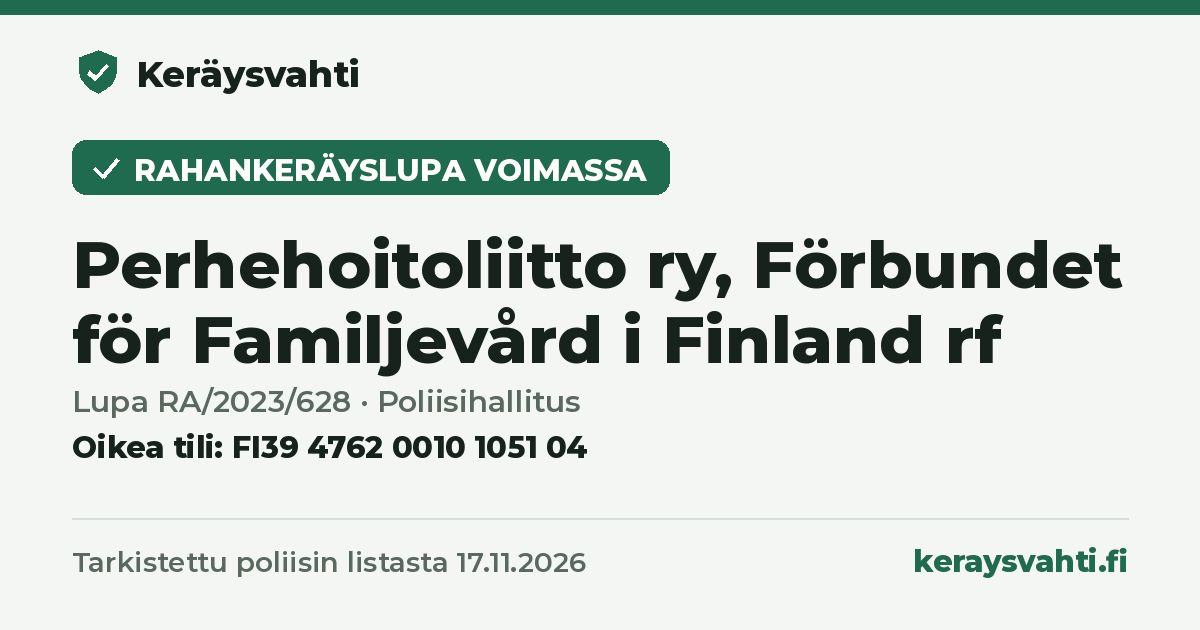 Keräysvahti
RAHANKERÄYSLUPA VOIMASSA
Perhehoitoliitto ry, Förbundet
för Familjevård i Finland rf
Lupa RA/2023/628 · Poliisihallitus
Oikea tili: FI39 4762 0010 1051 04
Tarkistettu poliisin listasta 17.11.2026
keraysvahti.fi